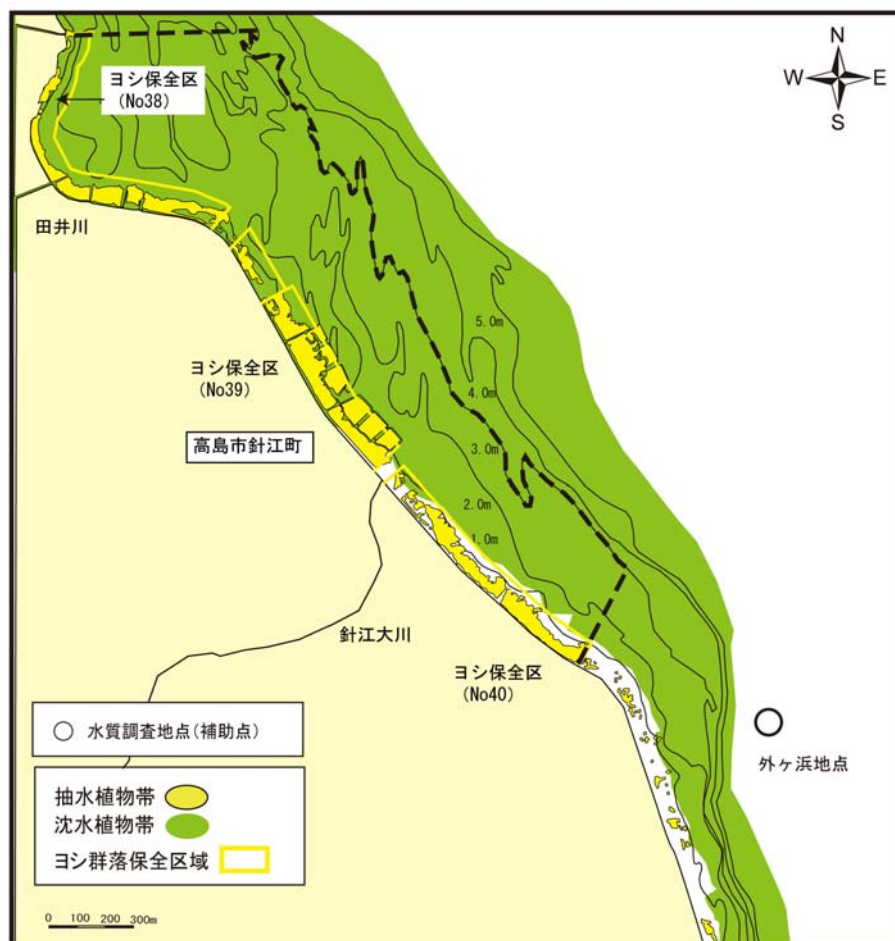 N
W E
S
ヨシ保全区
(No38)
田井川
5.0m
ヨシ保全区
(No39)
4.0m
高島市針江町
3.0m
2.0m
1.0m
針江大川
ヨシ保全区
(No40)
水質調査地点(補助点)
外ヶ浜地点
抽水植物帯
沈水植物帯
ヨシ群落保全区域
0 100 200 300m